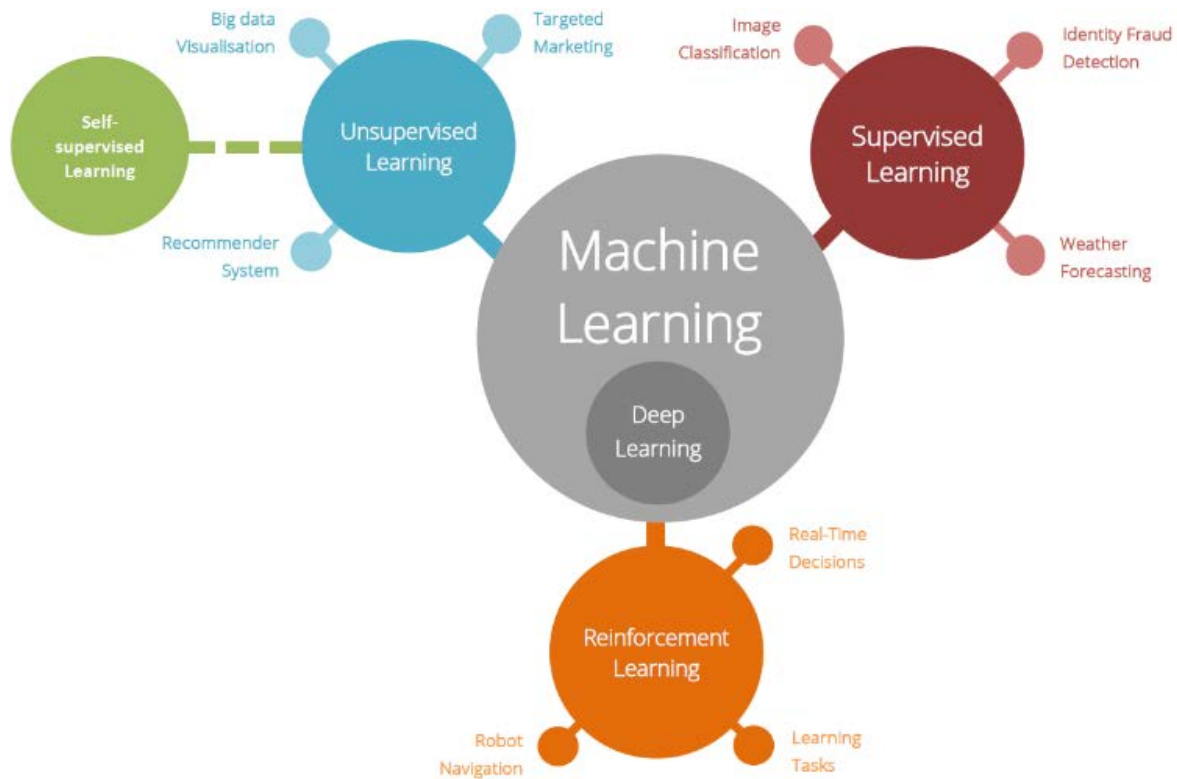 Big data
Visualisation
Targeted
Marketing
Image
Classification
Identity Fraud
Detection
Self-
supervised
Learning
Unsupervised
Learning
Supervised
Learning
Recommender
System
Weather
Forecasting
Machine
Learning
Deep
Learning
Real-Time
Decisions
Reinforcement
Learning
Robot
Navigation
Learning
Tasks